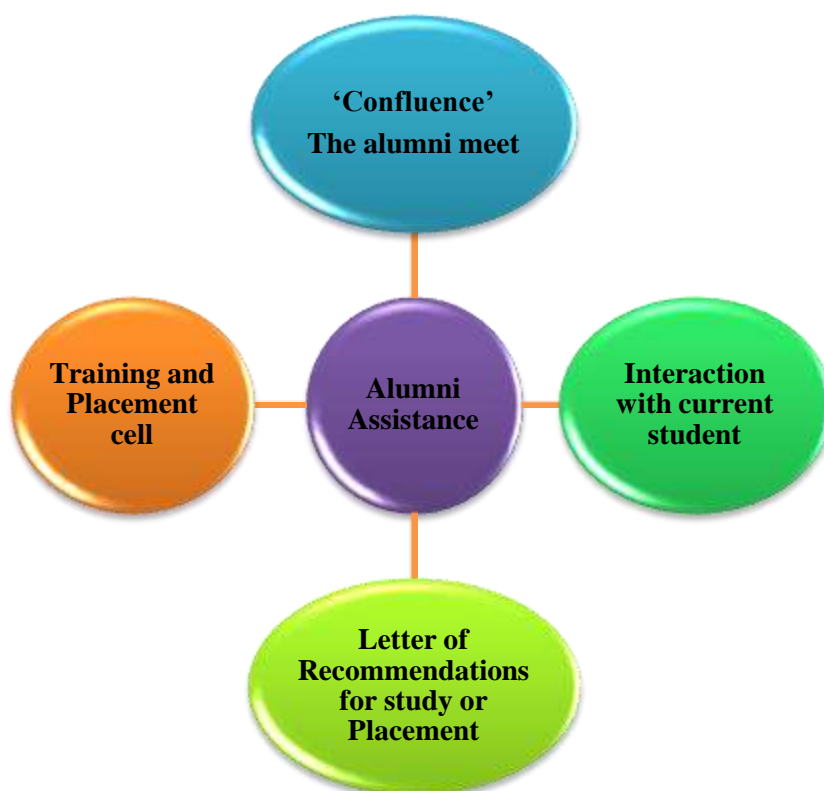 ‘Confluence’
The alumni meet
Training and
Placement
cell
Alumni
Assistance
Interaction
with current
student
Letter of
Recommendations
for study or
Placement